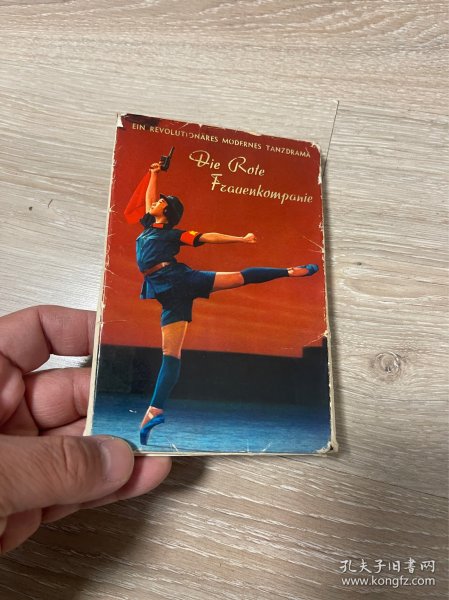 EIN REVOLUTIONÄRES MODERNES TANZDRAMA
Die Rote
Frauenkompanie
孔夫子旧书网
www.kongfz.com